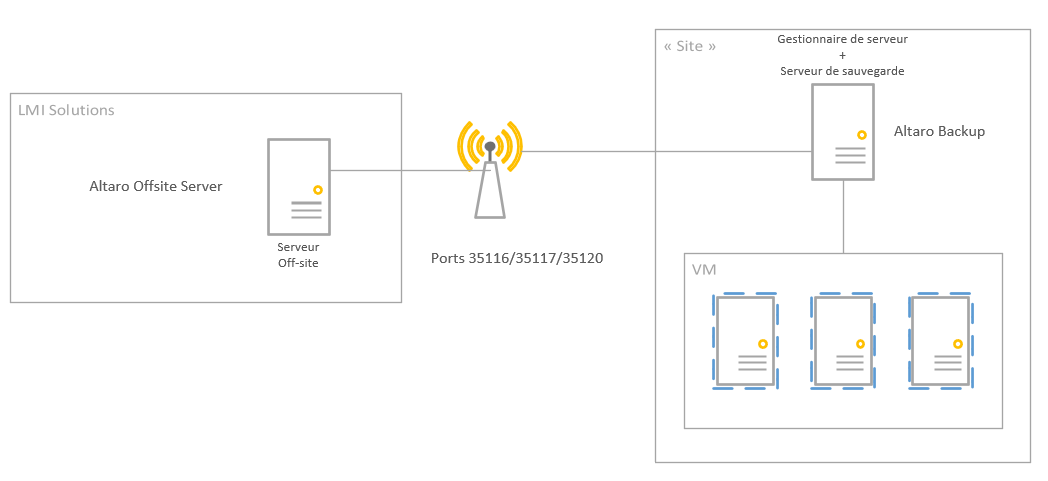 LMI Solutions
Altaro Offsite Server
Serveur
Off-site
Ports 35116/35117/35120
« Site »
Gestionnaire de serveur
+
Serveur de sauvegarde
Altaro Backup
VM